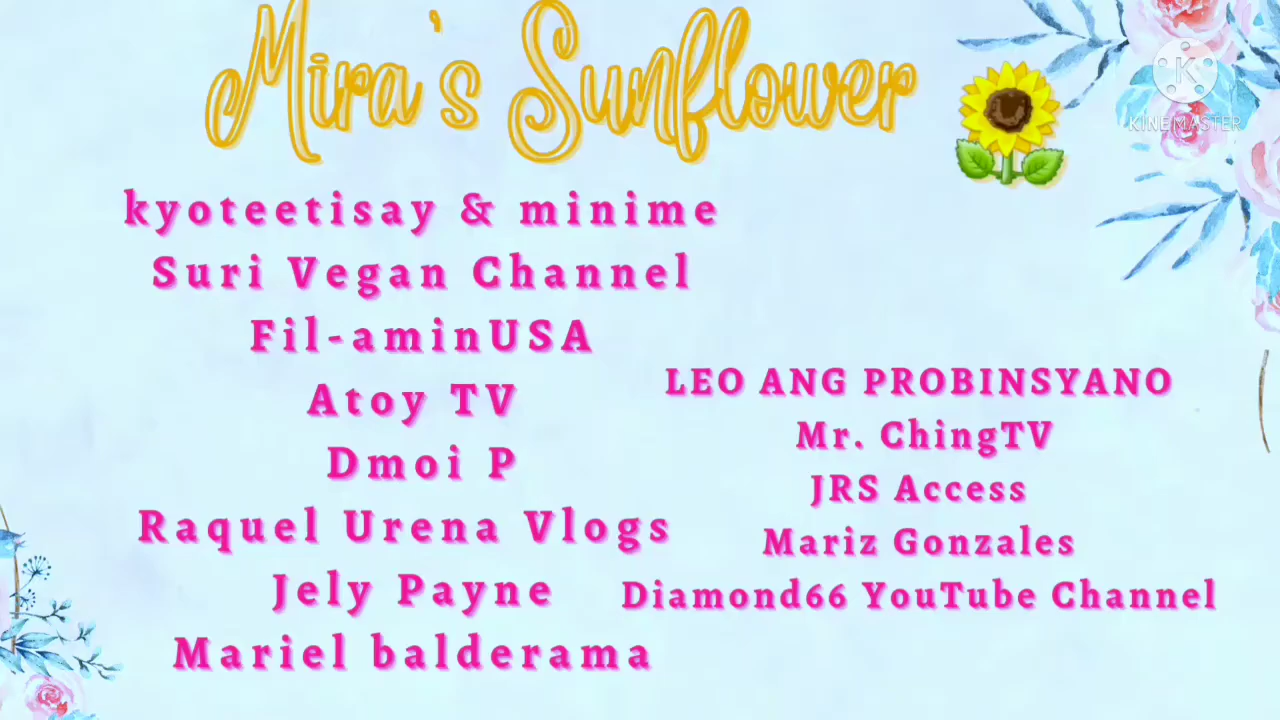 Mira's Sunflower
K
KINEMASTER
kyoteetisay & minime
Suri Vegan Channel
Fil-aminUSA
Atoy TV
Dmoi P
Raquel Urena Vlogs
Jely Payne
Mariel balderama
LEO ANG PROBINSYANO
Mr. ChingTV
JRS Access
Mariz Gonzales
Diamond66 YouTube Channel